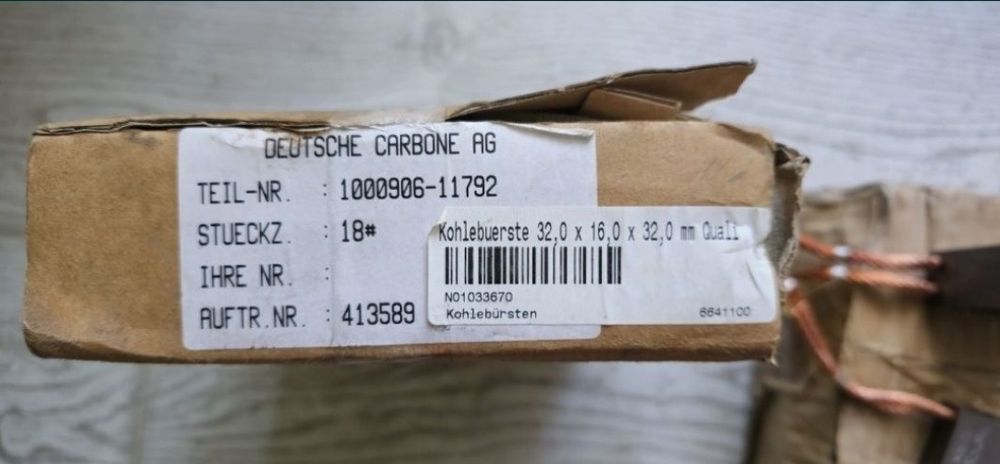 DEUTSCHE CARBONE AG
TEIL-NR. : 1000906-11792
STUECKZ. : 18#
IHRE NR. :
AUFTR.NR. : 413589
Kohlebuerste 32,0 x 16,0 x 32,0 mm Quali
N01033670
Kohlebürsten 6641100